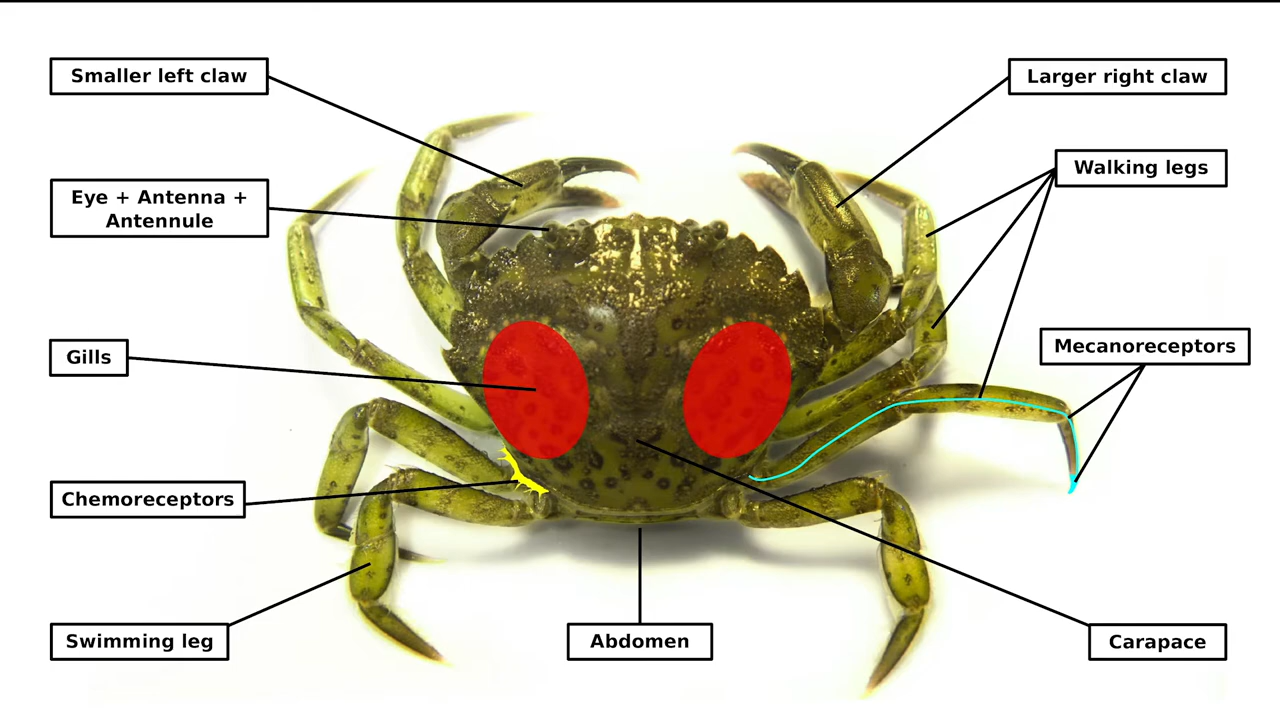 Smaller left claw
Larger right claw
Eye + Antenna +
Antennule
Walking legs
Gills
Mecanoreceptors
Chemoreceptors
Swimming leg
Abdomen
Carapace